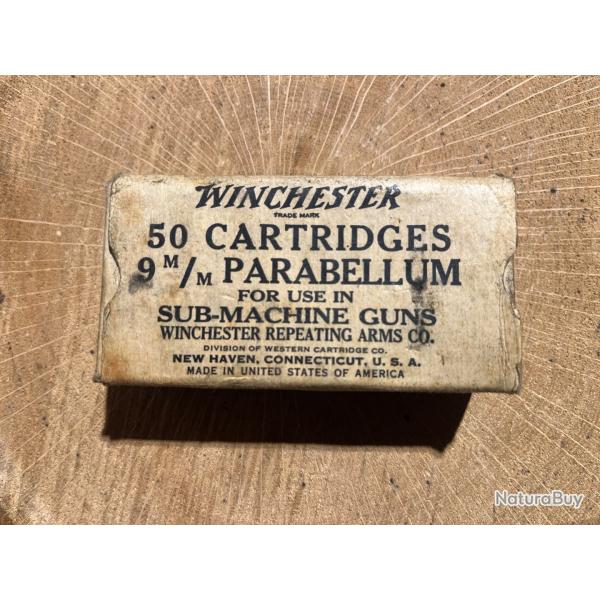 WINCHESTER
TRADE MARK
50 CARTRIDGES
9 M/M PARABELLUM
FOR USE IN
SUB-MACHINE GUNS
WINCHESTER REPEATING ARMS CO.
DIVISION OF WESTERN CARTRIDGE CO.
NEW HAVEN, CONNECTICUT, U. S. A.
MADE IN UNITED STATES OF AMERICA
NaturaBuy